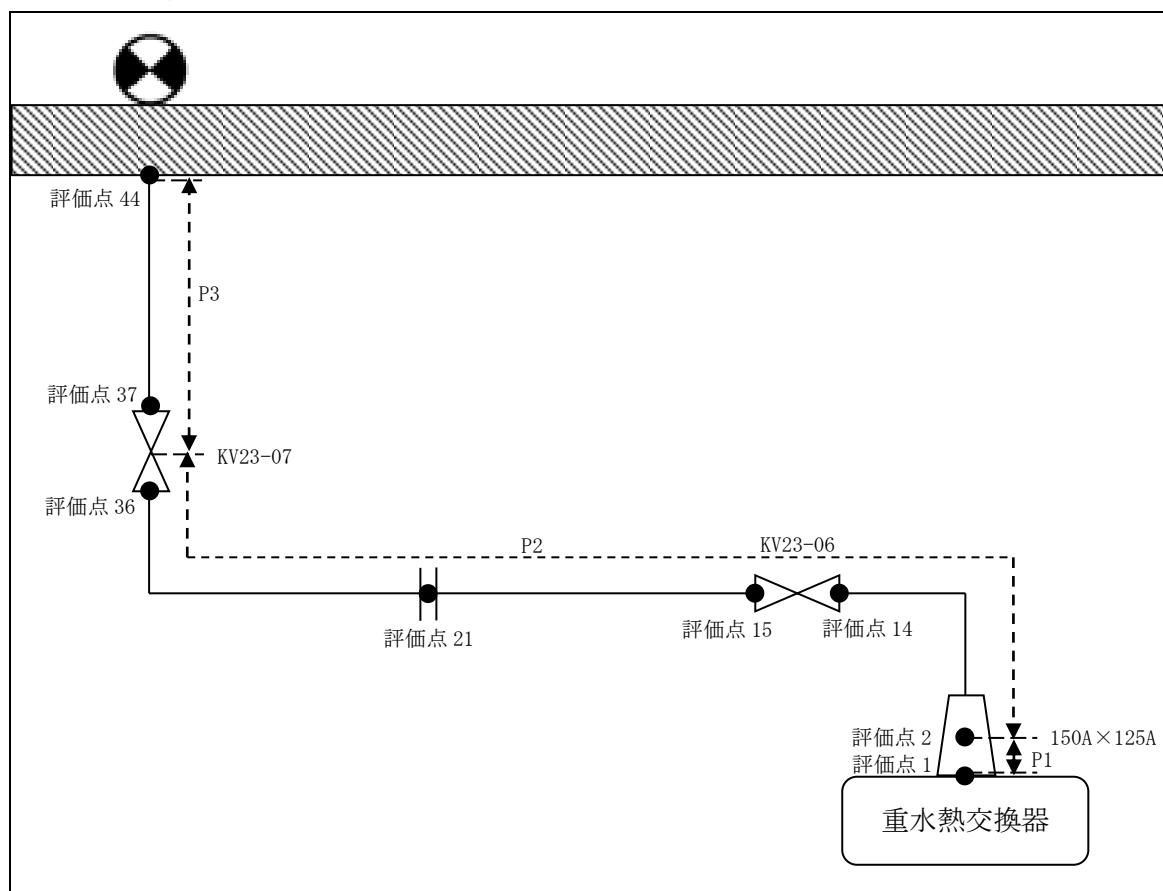 評価点 44
P3
評価点 37
KV23-07
評価点 36
P2
KV23-06
評価点 21
評価点 15
評価点 14
評価点 2
150A×125A
評価点 1
P1
重水熱交換器